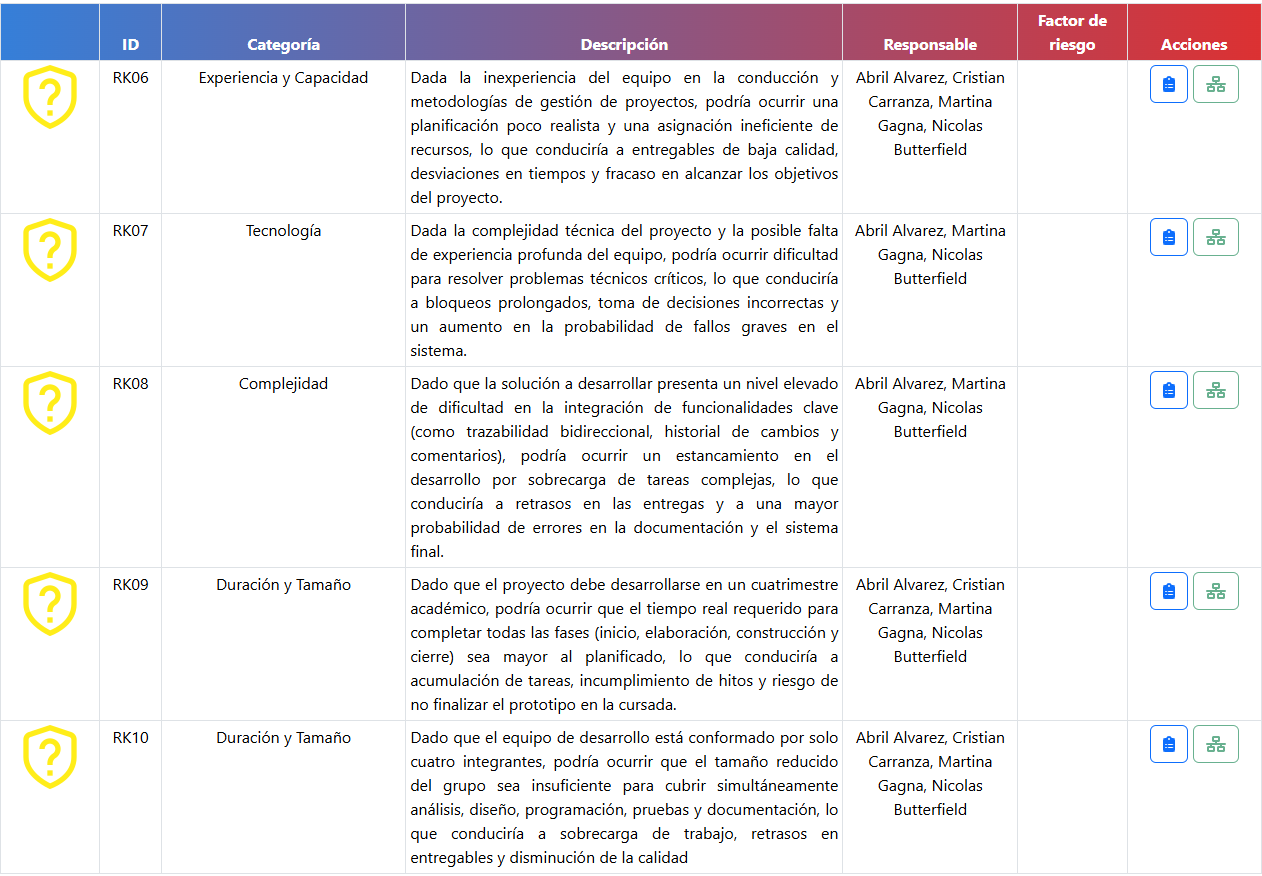 ID Categoría Descripción Responsable Factor de riesgo Acciones
RK06 Experiencia y Capacidad Dada la inexperiencia del equipo en la conducción y Abril Alvarez, Cristian
metodologías de gestión de proyectos, podría ocurrir una Carranza, Martina
planificación poco realista y una asignación ineficiente de Gagna, Nicolas
recursos, lo que conduciría a entregables de baja calidad, Butterfield
desviaciones en tiempos y fracaso en alcanzar los objetivos
del proyecto.
RK07 Tecnología Dada la complejidad técnica del proyecto y la posible falta Abril Alvarez, Martina
de experiencia profunda del equipo, podría ocurrir dificultad Gagna, Nicolas
para resolver problemas técnicos críticos, lo que conduciría Butterfield
a bloqueos prolongados, toma de decisiones incorrectas y
un aumento en la probabilidad de fallos graves en el
sistema.
RK08 Complejidad Dado que la solución a desarrollar presenta un nivel elevado Abril Alvarez, Martina
de dificultad en la integración de funcionalidades clave Gagna, Nicolas
(como trazabilidad bidireccional, historial de cambios y Butterfield
comentarios), podría ocurrir un estancamiento en el
desarrollo por sobrecarga de tareas complejas, lo que
conduciría a retrasos en las entregas y a una mayor
probabilidad de errores en la documentación y el sistema
final.
RK09 Duración y Tamaño Dado que el proyecto debe desarrollarse en un cuatrimestre Abril Alvarez, Cristian
académico, podría ocurrir que el tiempo real requerido para Carranza, Martina
completar todas las fases (inicio, elaboración, construcción y Gagna, Nicolas
cierre) sea mayor al planificado, lo que conduciría a Butterfield
acumulación de tareas, incumplimiento de hitos y riesgo de
no finalizar el prototipo en la cursada.
RK10 Duración y Tamaño Dado que el equipo de desarrollo está conformado por solo Abril Alvarez, Cristian
cuatro integrantes, podría ocurrir que el tamaño reducido Carranza, Martina
del grupo sea insuficiente para cubrir simultáneamente Gagna, Nicolas
análisis, diseño, programación, pruebas y documentación, lo Butterfield
que conduciría a sobrecarga de trabajo, retrasos en
entregables y disminución de la calidad